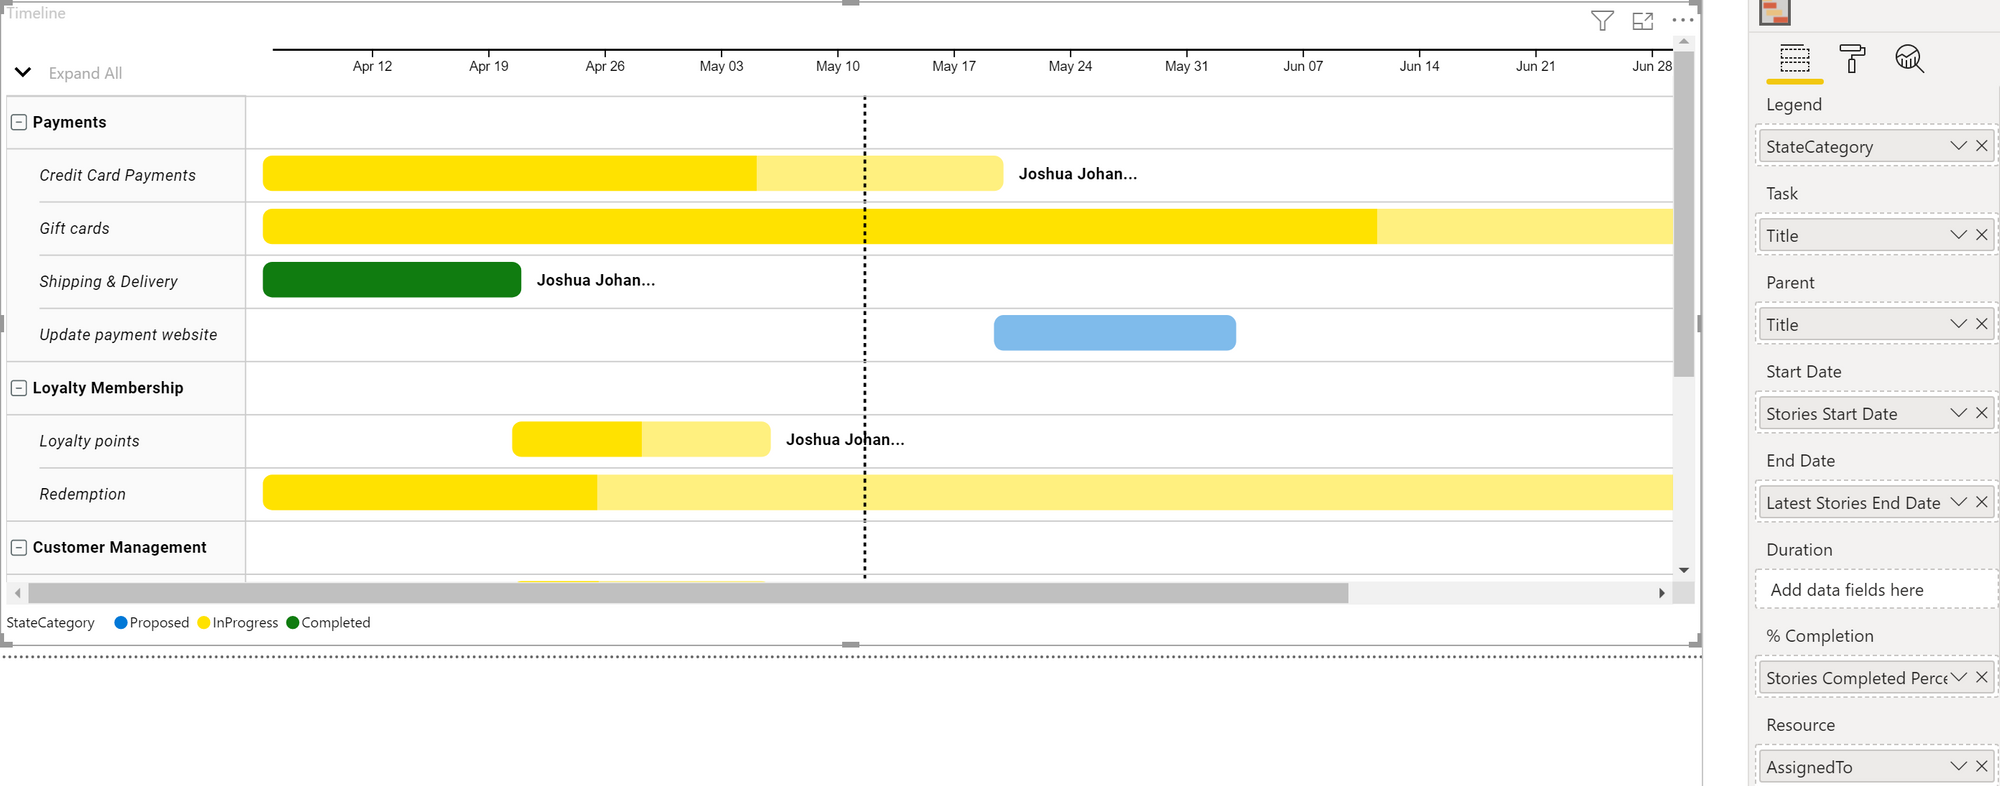 Timeline
Expand All
Apr 12 Apr 19 Apr 26 May 03 May 10 May 17 May 24 May 31 Jun 07 Jun 14 Jun 21 Jun 28
Payments
Credit Card Payments Joshua Johan...
Gift cards
Shipping & Delivery Joshua Johan...
Update payment website
Loyalty Membership
Loyalty points Joshua Johan...
Redemption
Customer Management
StateCategory Proposed InProgress Completed
Legend
StateCategory
Task
Title
Parent
Title
Start Date
Stories Start Date
End Date
Latest Stories End Date
Duration
Add data fields here
% Completion
Stories Completed Perce
Resource
AssignedTo